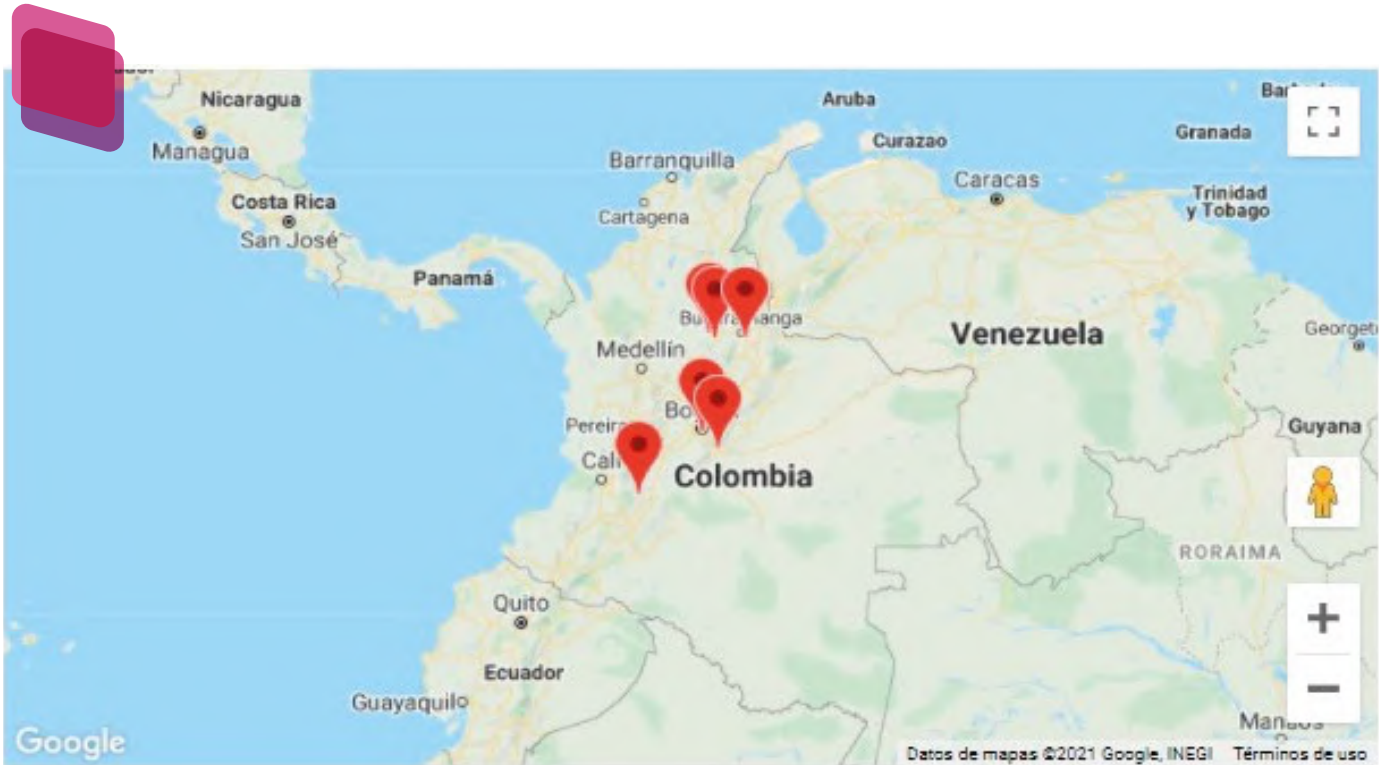 Nicaragua
Aruba
Granada
Managua
Curazao
Barranquilla
Caracas
Costa Rica
Trinidad
y Tobago
Cartagena
San José
Panamá
Venezuela
Medellín
Guyana
Cali
Colombia
RORAIMA
Quito
Ecuador
Guayaquil
Google
Datos de mapas ©2021 Google, INEGI Términos de uso